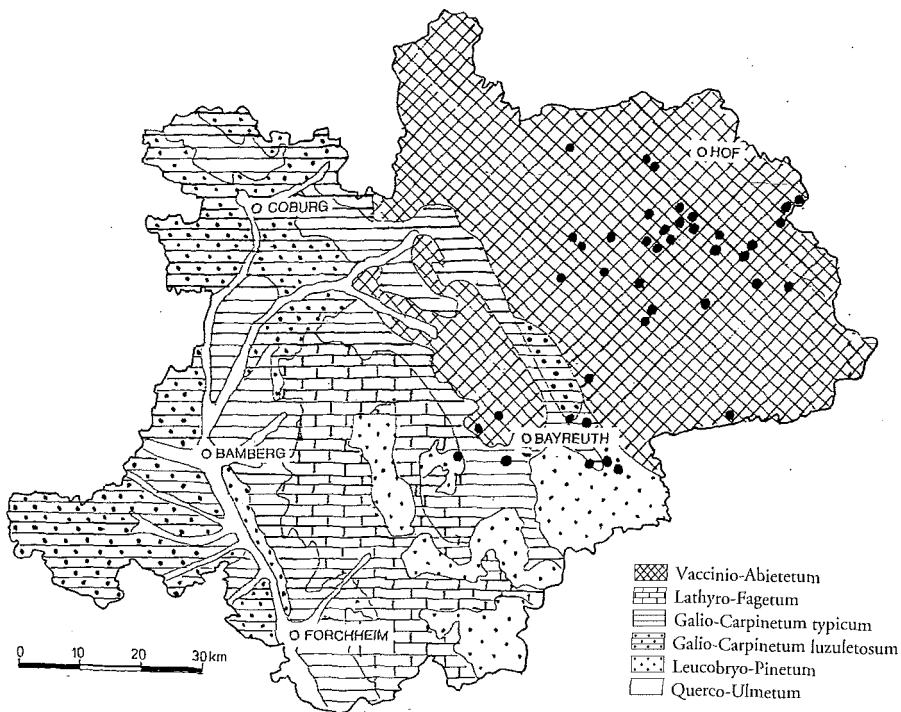 HOF
COBURG
BAYREUTH
BAMBERG
FORCHHEIM
Vaccinio-Abietetum
Lathyro-Fagetum
Galio-Carpinetum typicum
Galio-Carpinetum luzuletosum
Leucobryo-Pinetum
Querco-Ulmetum
0 10 20 30 km